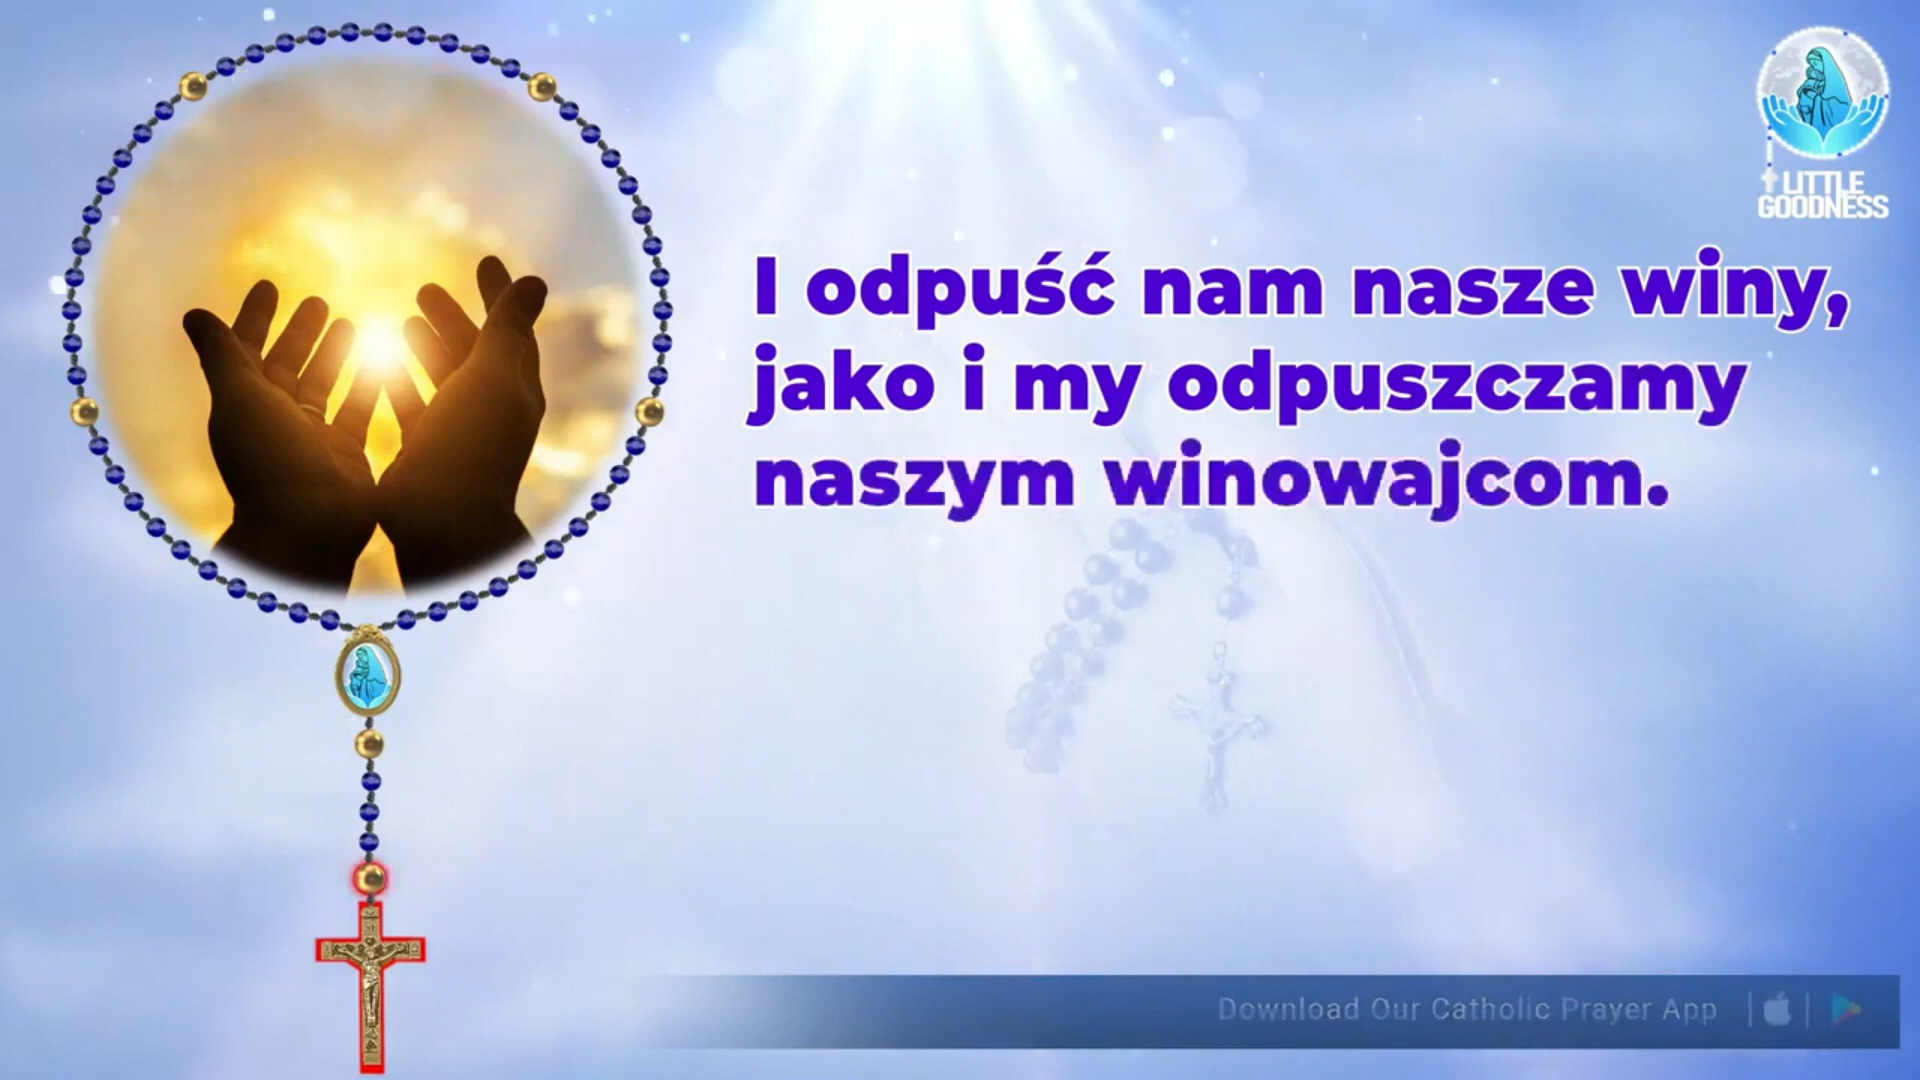 LITTLE
GOODNESS
I odpuść nam nasze winy,
jako i my odpuszczamy
naszym winowajcom.
Download Our Catholic Prayer App